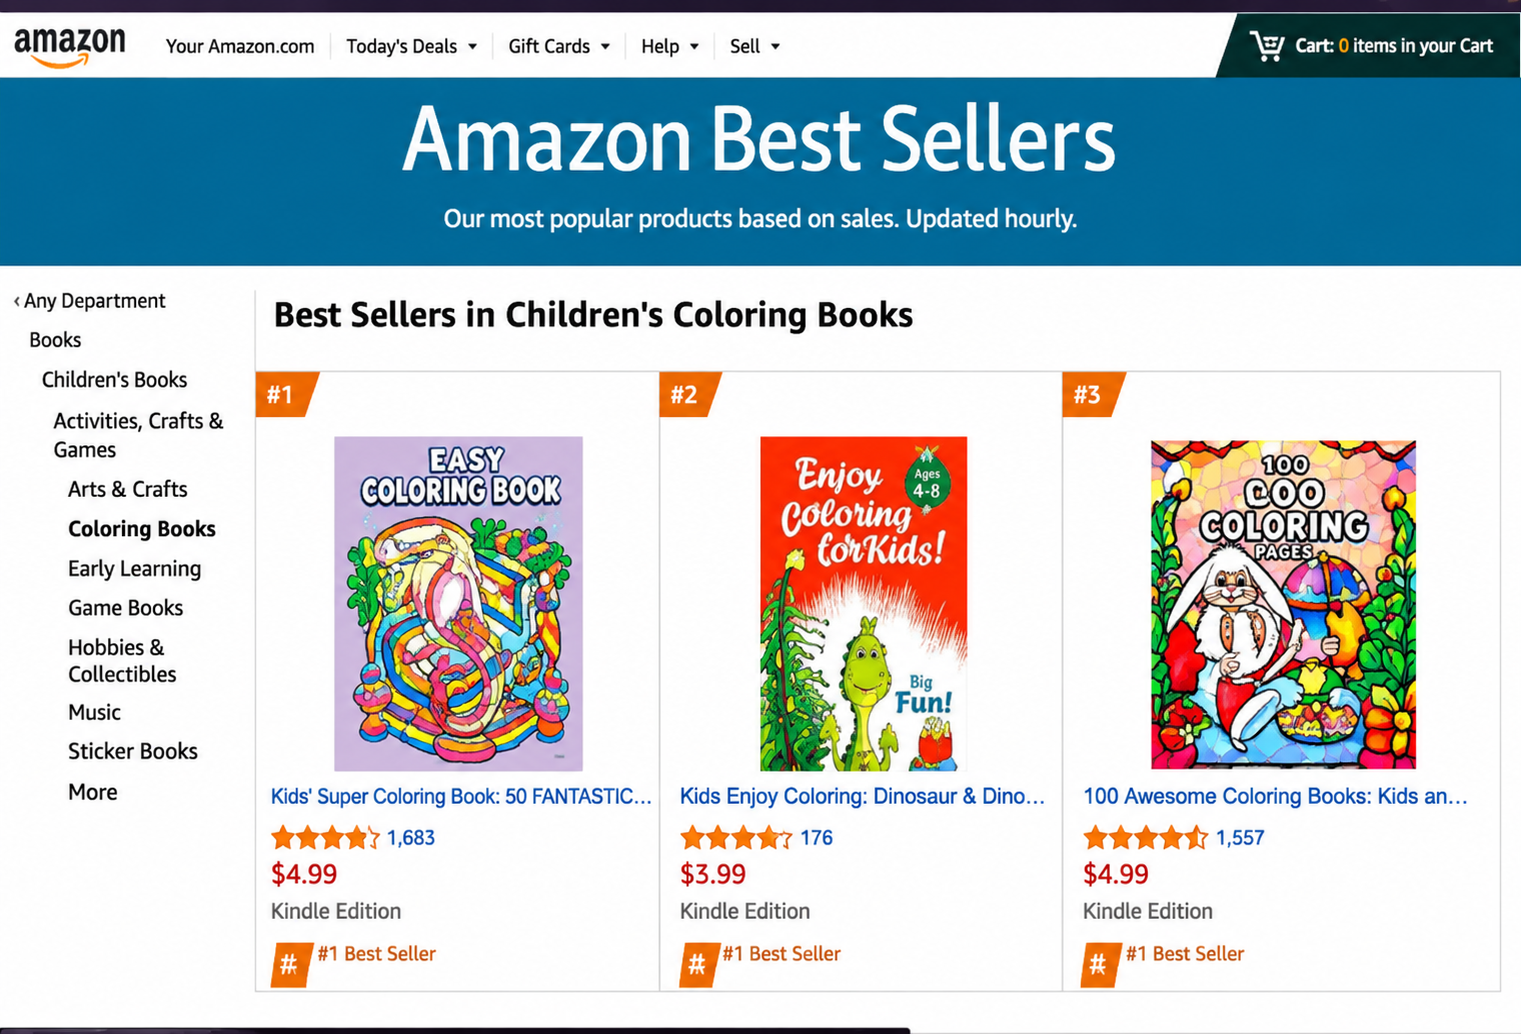 amazon
Your Amazon.com
Today's Deals
Gift Cards
Help
Sell
Cart: 0 items in your Cart
Amazon Best Sellers
Our most popular products based on sales. Updated hourly.
‹ Any Department
Books
Children's Books
Activities, Crafts &
Games
Arts & Crafts
Coloring Books
Early Learning
Game Books
Hobbies &
Collectibles
Music
Sticker Books
More
Best Sellers in Children's Coloring Books
#1
EASY
COLORING BOOK
Kids' Super Coloring Book: 50 FANTASTIC...
1,683
$4.99
Kindle Edition
# #1 Best Seller
#2
Enjoy
Coloring
for Kids!
Ages
4-8
Big
Fun!
Kids Enjoy Coloring: Dinosaur & Dino...
176
$3.99
Kindle Edition
# #1 Best Seller
#3
100
COO
COLORING
PAGES
100 Awesome Coloring Books: Kids an...
1,557
$4.99
Kindle Edition
# #1 Best Seller